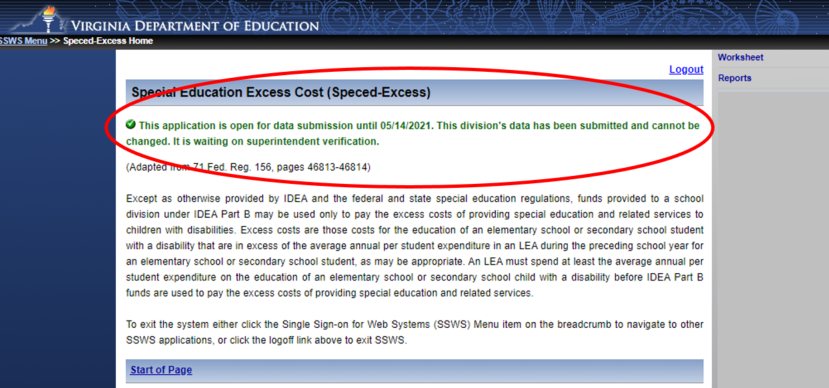 VIRGINIA DEPARTMENT OF EDUCATION
SSWS Menu >> Speced-Excess Home
Worksheet
Logout
Reports
Special Education Excess Cost (Speced-Excess)
This application is open for data submission until 05/14/2021. This division's data has been submitted and cannot be
changed. It is waiting on superintendent verification.
(Adapted from 71 Fed. Reg. 156, pages 46813-46814)
Except as otherwise provided by IDEA and the federal and state special education regulations, funds provided to a school
division under IDEA Part B may be used only to pay the excess costs of providing special education and related services to
children with disabilities. Excess costs are those costs for the education of an elementary school or secondary school student
with a disability that are in excess of the average annual per student expenditure in an LEA during the preceding school year for
an elementary school or secondary school student, as may be appropriate. An LEA must spend at least the average annual per
student expenditure on the education of an elementary school or secondary school child with a disability before IDEA Part B
funds are used to pay the excess costs of providing special education and related services.
To exit the system either click the Single Sign-on for Web Systems (SSWS) Menu item on the breadcrumb to navigate to other
SSWS applications, or click the logoff link above to exit SSWS.
Start of Page